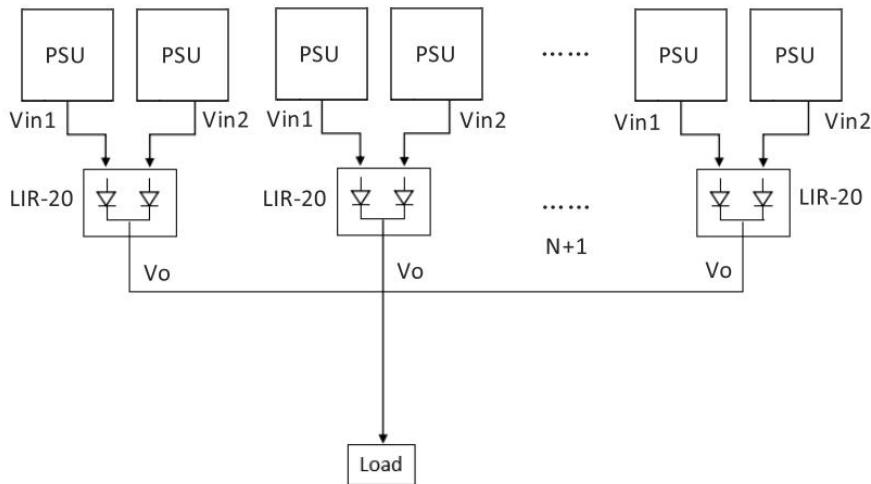 PSU PSU PSU PSU …… PSU PSU
Vin1 Vin2 Vin1 Vin2 Vin1 Vin2
LIR-20 LIR-20 …… LIR-20
N+1
Vo Vo Vo
Load